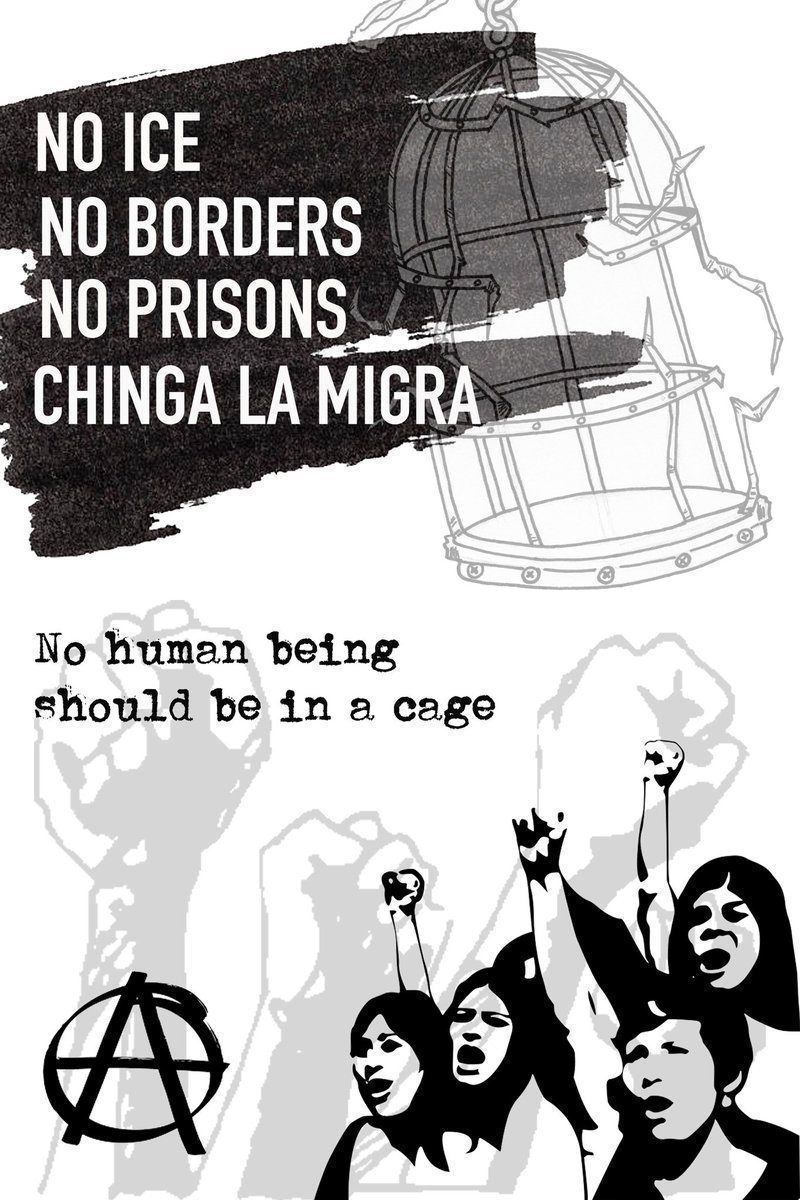 NO ICE
NO BORDERS
NO PRISONS
CHINGA LA MIGRA
No human being
should be in a cage